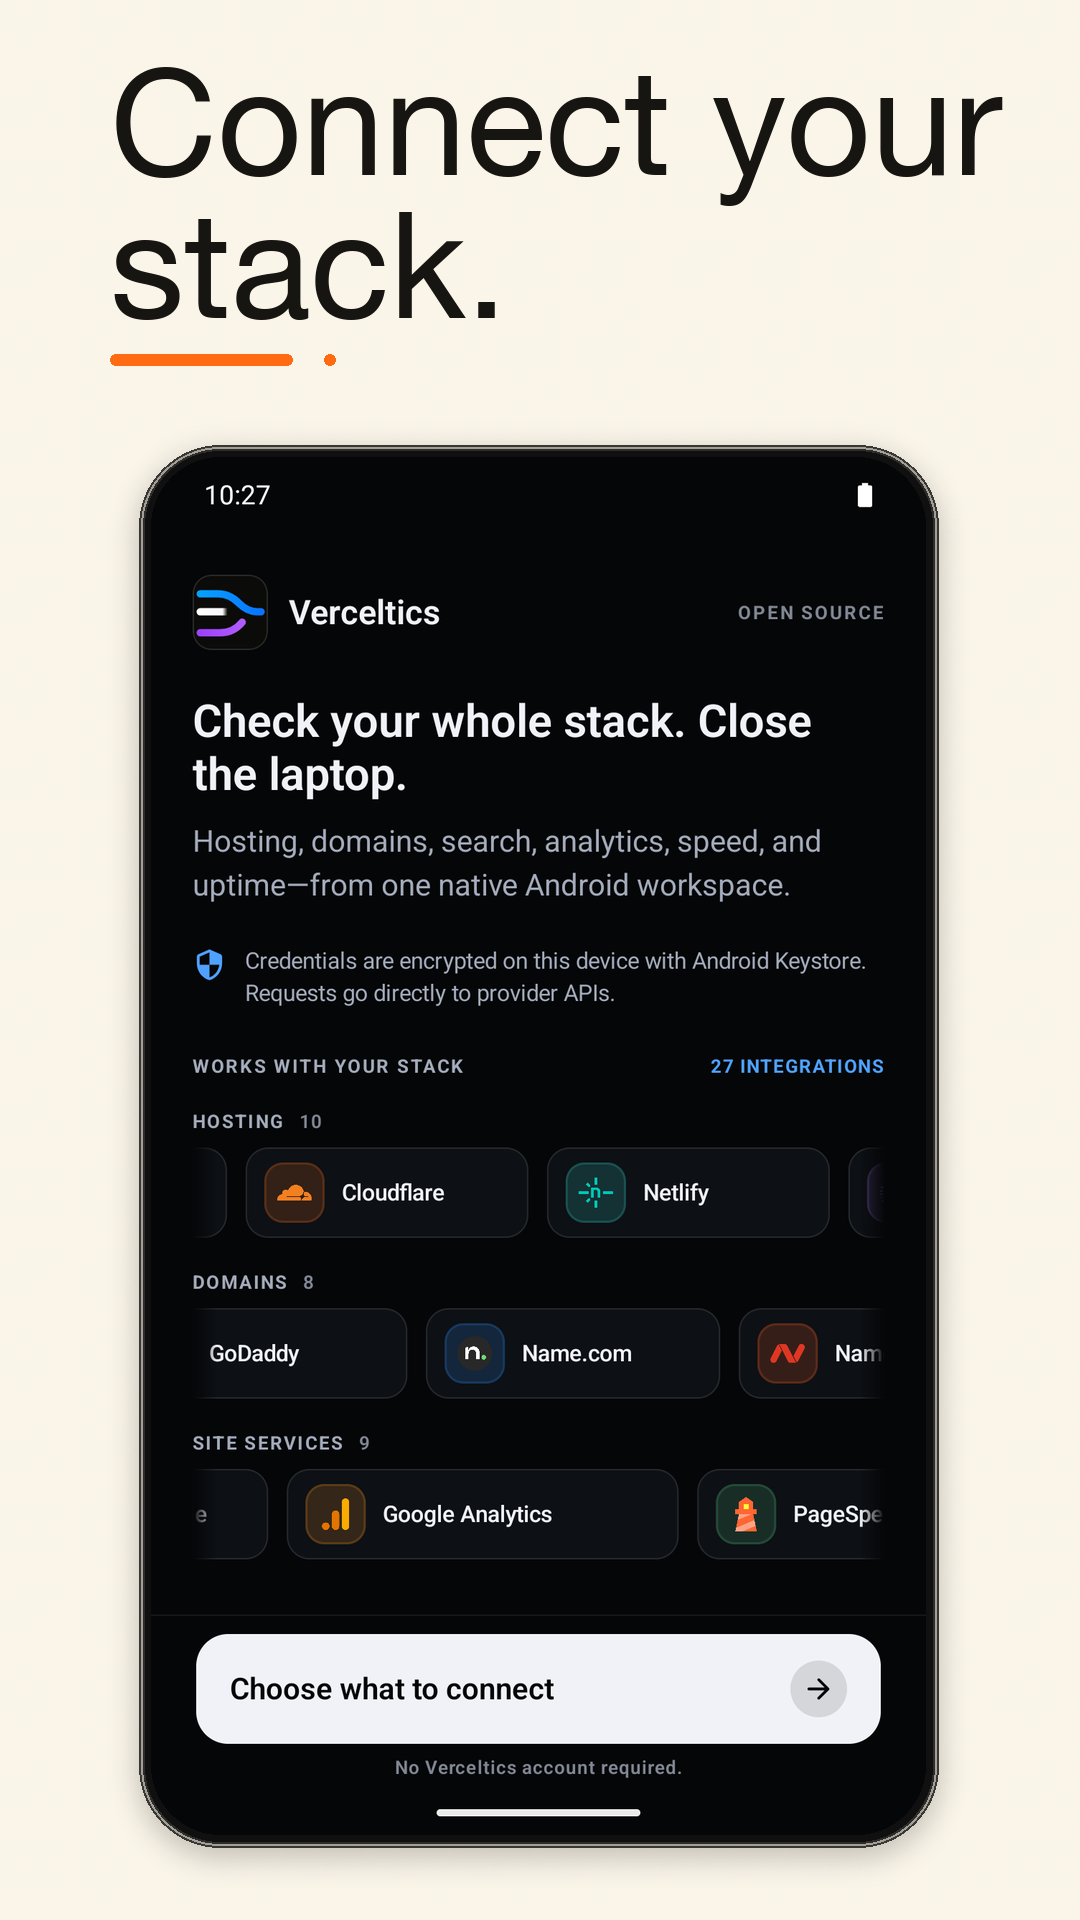 Connect your
stack.
10:27
Verceltics
OPEN SOURCE
Check your whole stack. Close
the laptop.
Hosting, domains, search, analytics, speed, and
uptime—from one native Android workspace.
Credentials are encrypted on this device with Android Keystore.
Requests go directly to provider APIs.
WORKS WITH YOUR STACK
27 INTEGRATIONS
HOSTING 10
Cloudflare
Netlify
DOMAINS 8
GoDaddy
n.
Name.com
Nam
SITE SERVICES 9
e
Google Analytics
PageSpe
Choose what to connect
No Verceltics account required.